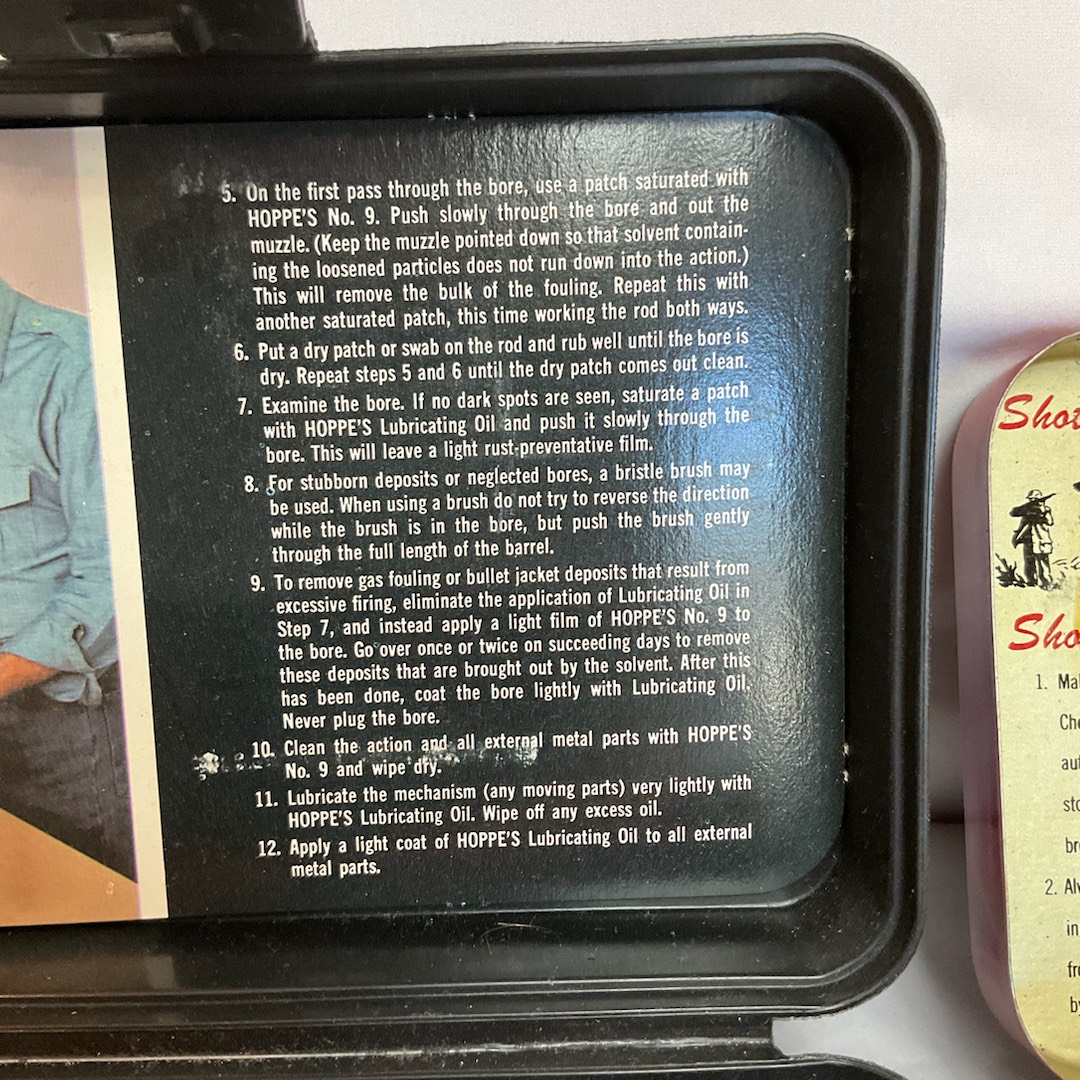 5. On the first pass through the bore, use a patch saturated with
HOPPE'S No. 9. Push slowly through the bore and out the
muzzle. (Keep the muzzle pointed down so that solvent contain-
ing the loosened particles does not run down into the action.)
This will remove the bulk of the fouling. Repeat this with
another saturated patch, this time working the rod both ways.
6. Put a dry patch or swab on the rod and rub well until the bore is
dry. Repeat steps 5 and 6 until the dry patch comes out clean.
7. Examine the bore. If no dark spots are seen, saturate a patch
with HOPPE'S Lubricating Oil and push it slowly through the
bore. This will leave a light rust-preventative film.
8. For stubborn deposits or neglected bores, a bristle brush may
be used. When using a brush do not try to reverse the direction
while the brush is in the bore, but push the brush gently
through the full length of the barrel.
9. To remove gas fouling or bullet jacket deposits that result from
excessive firing, eliminate the application of Lubricating Oil in
Step 7, and instead apply a light film of HOPPE'S No. 9 to
the bore. Go over once or twice on succeeding days to remove
these deposits that are brought out by the solvent. After this
has been done, coat the bore lightly with Lubricating Oil.
Never plug the bore.
10. Clean the action and all external metal parts with HOPPE'S
No. 9 and wipe dry.
11. Lubricate the mechanism (any moving parts) very lightly with
HOPPE'S Lubricating Oil. Wipe off any excess oil.
12. Apply a light coat of HOPPE'S Lubricating Oil to all external
metal parts.
Shot
Sho
1. Ma
Che
aut
sto
br
2. Al
in
fr
by